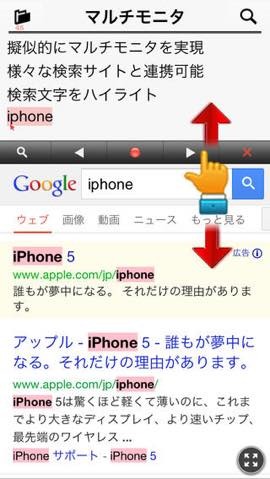 マルチモニタ
46
擬似的にマルチモニタを実現
様々な検索サイトと連携可能
検索文字をハイライト
iphone
Google iphone
ウェブ 画像 動画 ニュース もっと見る
iPhone 5
広告
www.apple.com/jp/iphone
誰もが夢中になる。 それだけの理由がありま
す。
アップル - iPhone 5 - 誰もが夢中に
なる。それだけの理由があります。
www.apple.com/jp/iphone/
iPhone 5は驚くほど軽くて薄いのに、これま
でより大きなディスプレイ、より速いチップ、
最先端のワイヤレス ...
iPhone サポート - iPhone 5